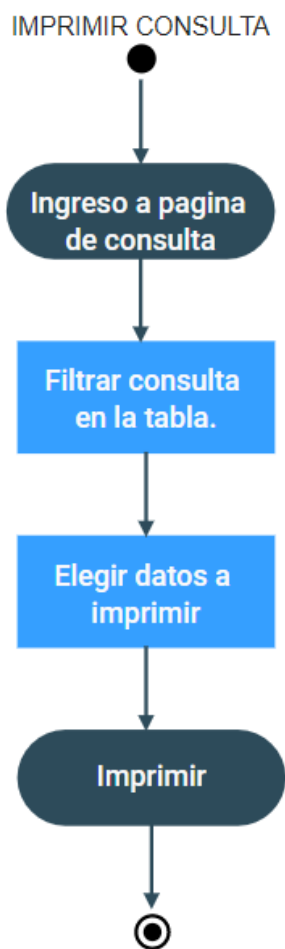 IMPRIMIR CONSULTA
Ingreso a pagina
de consulta
Filtrar consulta
en la tabla.
Elegir datos a
imprimir
Imprimir